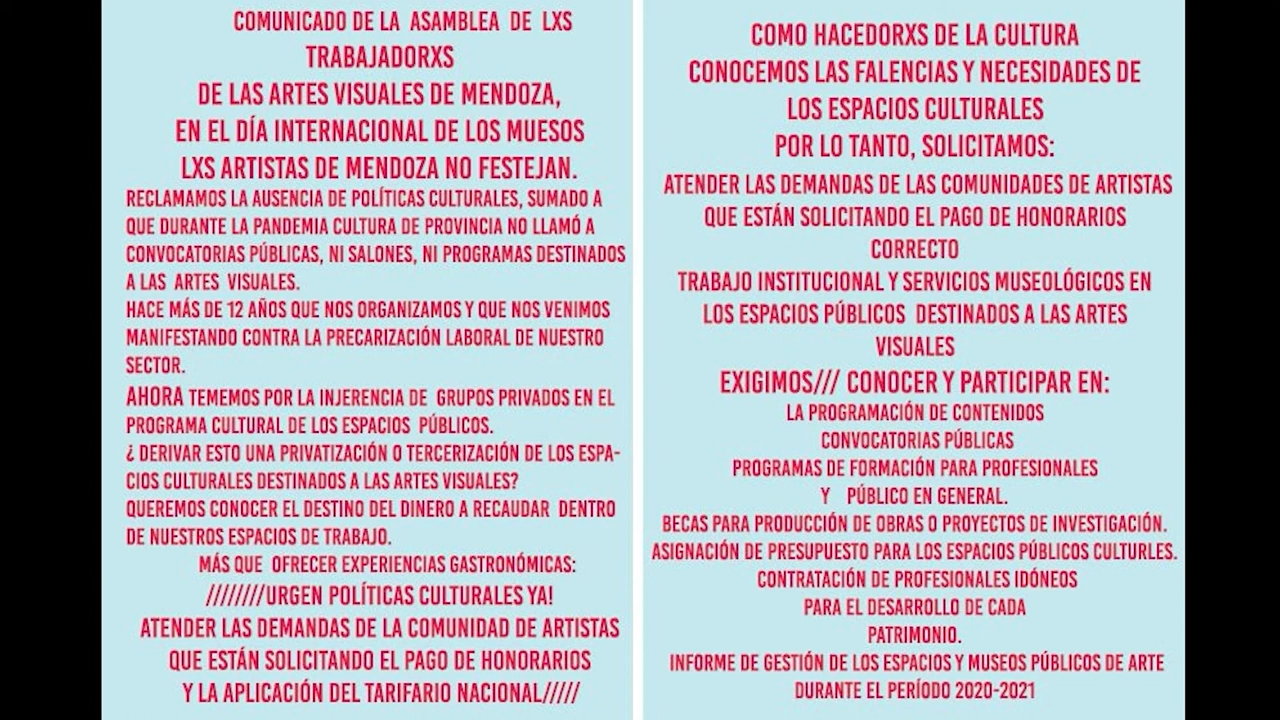 COMUNICADO DE LA ASAMBLEA DE LXS
TRABAJADORXS
DE LAS ARTES VISUALES DE MENDOZA,
EN EL DÍA INTERNACIONAL DE LOS MUESOS
LXS ARTISTAS DE MENDOZA NO FESTEJAN.
RECLAMAMOS LA AUSENCIA DE POLÍTICAS CULTURALES, SUMADO A
QUE DURANTE LA PANDEMIA CULTURA DE PROVINCIA NO LLAMÓ A
CONVOCATORIAS PÚBLICAS, NI SALONES, NI PROGRAMAS DESTINADOS
A LAS ARTES VISUALES.
HACE MÁS DE 12 AÑOS QUE NOS ORGANIZAMOS Y QUE NOS VENIMOS
MANIFESTANDO CONTRA LA PRECARIZACIÓN LABORAL DE NUESTRO
SECTOR.
AHORA TEMEMOS POR LA INJERENCIA DE GRUPOS PRIVADOS EN EL
PROGRAMA CULTURAL DE LOS ESPACIOS PÚBLICOS.
¿ DERIVAR ESTO UNA PRIVATIZACIÓN O TERCERIZACIÓN DE LOS ESPA-
CIOS CULTURALES DESTINADOS A LAS ARTES VISUALES?
QUEREMOS CONOCER EL DESTINO DEL DINERO A RECAUDAR DENTRO
DE NUESTROS ESPACIOS DE TRABAJO.
MÁS QUE OFRECER EXPERIENCIAS GASTRONÓMICAS:
////////URGEN POLÍTICAS CULTURALES YA!
ATENDER LAS DEMANDAS DE LA COMUNIDAD DE ARTISTAS
QUE ESTÁN SOLICITANDO EL PAGO DE HONORARIOS
Y LA APLICACIÓN DEL TARIFARIO NACIONAL/////
COMO HACEDORXS DE LA CULTURA
CONOCEMOS LAS FALENCIAS Y NECESIDADES DE
LOS ESPACIOS CULTURALES
POR LO TANTO, SOLICITAMOS:
ATENDER LAS DEMANDAS DE LAS COMUNIDADES DE ARTISTAS
QUE ESTÁN SOLICITANDO EL PAGO DE HONORARIOS
CORRECTO
TRABAJO INSTITUCIONAL Y SERVICIOS MUSEOLÓGICOS EN
LOS ESPACIOS PÚBLICOS DESTINADOS A LAS ARTES
VISUALES
EXIGIMOS/// CONOCER Y PARTICIPAR EN:
LA PROGRAMACIÓN DE CONTENIDOS
CONVOCATORIAS PÚBLICAS
PROGRAMAS DE FORMACIÓN PARA PROFESIONALES
Y PÚBLICO EN GENERAL.
BECAS PARA PRODUCCIÓN DE OBRAS O PROYECTOS DE INVESTIGACIÓN.
ASIGNACIÓN DE PRESUPUESTO PARA LOS ESPACIOS PÚBLICOS CULTURLES.
CONTRATACIÓN DE PROFESIONALES IDÓNEOS
PARA EL DESARROLLO DE CADA
PATRIMONIO.
INFORME DE GESTIÓN DE LOS ESPACIOS Y MUSEOS PÚBLICOS DE ARTE
DURANTE EL PERÍODO 2020-2021